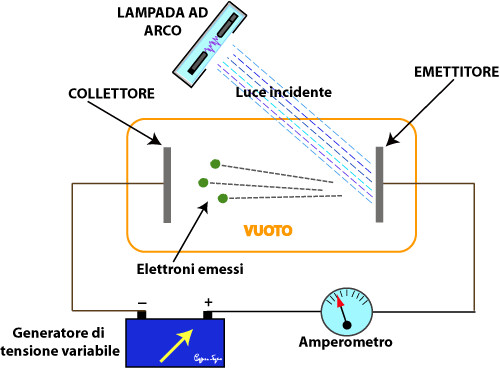 LAMPADA AD
ARCO
EMETTITORE
Luce incidente
COLLETTORE
VUOTO
Elettroni emessi
− +
Generatore di
tensione variabile
Amperometro